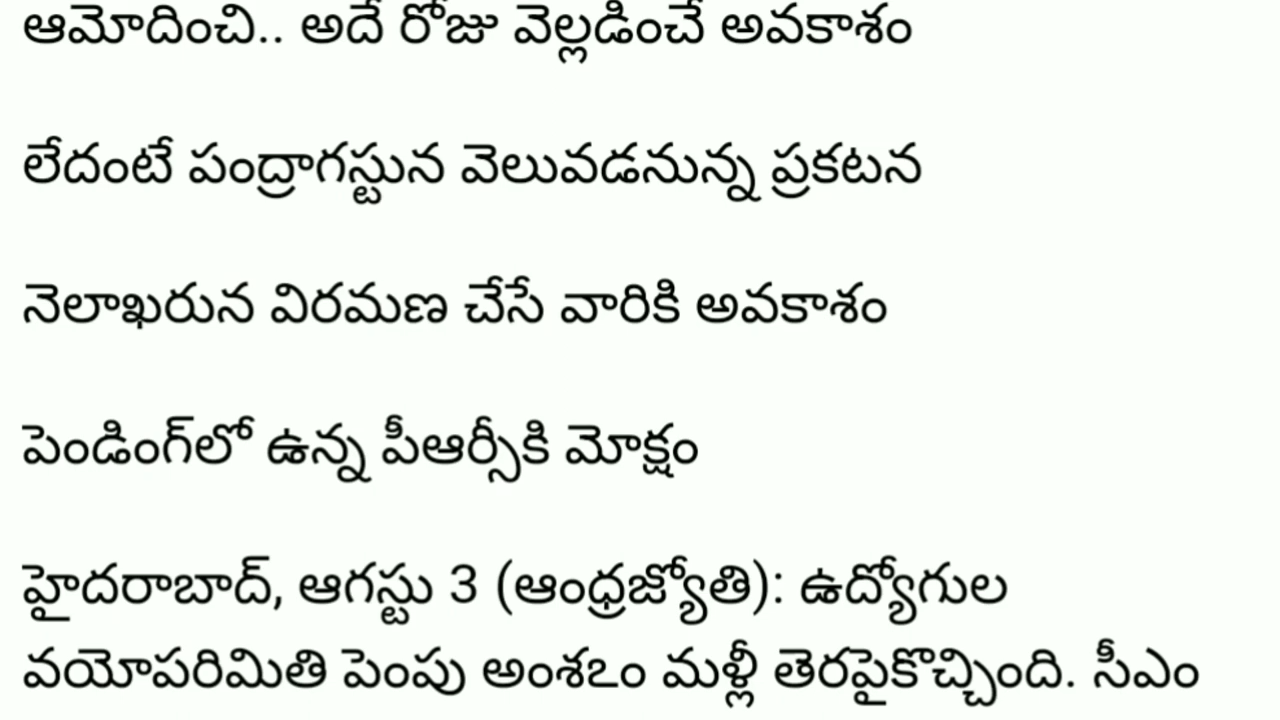 ఆమోదించి.. అదే రోజు వెల్లడించే అవకాశం
లేదంటే పంద్రాగస్టున వెలువడనున్న ప్రకటన
నెలాఖరున విరమణ చేసే వారికి అవకాశం
పెండింగ్‌లో ఉన్న పీఆర్సీకి మోక్షం
హైదరాబాద్, ఆగస్టు 3 (ఆంధ్రజ్యోతి): ఉద్యోగుల
వయోపరిమితి పెంపు అంశఽం మళ్లీ తెరపైకొచ్చింది. సీఎం